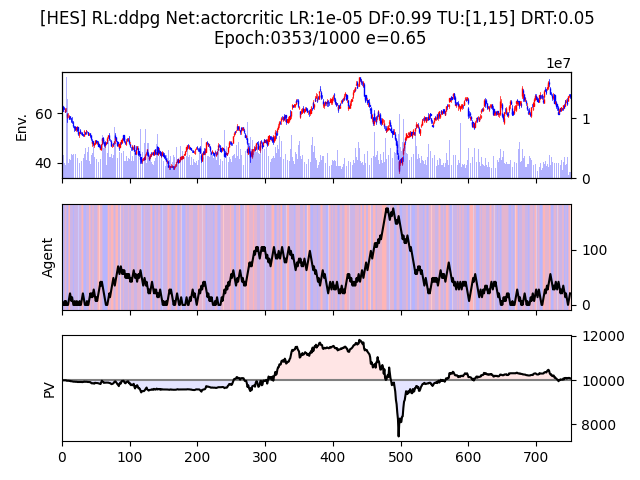 [HES] RL:ddpg Net:actorcritic LR:1e-05 DF:0.99 TU:[1,15] DRT:0.05
Epoch:0353/1000 e=0.65
1e7
Env.
60
40
1
0
Agent
100
0
PV
12000
10000
8000
0 100 200 300 400 500 600 700